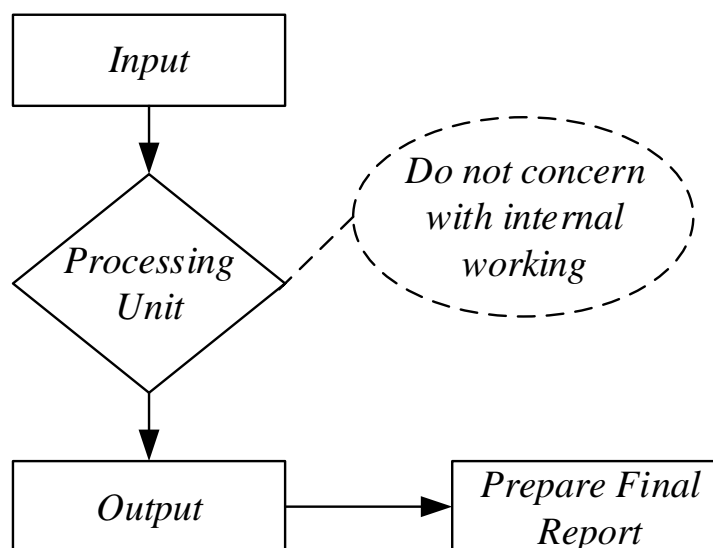 Input
Do not concern
with internal
working
Processing
Unit
Output
Prepare Final
Report